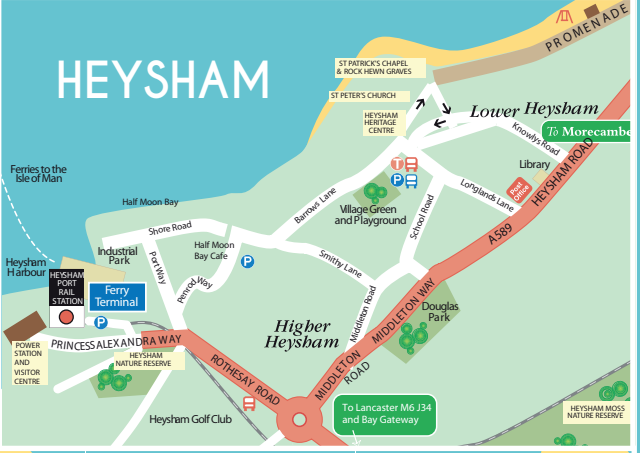 HEYSHAM
PROMENADE
ST PATRICK'S CHAPEL
& ROCK HEWN GRAVES
ST PETER'S CHURCH
HEYSHAM
HERITAGE
CENTRE
Lower Heysham
To Morecambe
Knowlys Road
Library
Post
Office
HEYSHAM ROAD
T
P
Longlands Lane
Ferries to the
Isle of Man
Half Moon Bay
Barrows Lane
Village Green
and Playground
School Road
A589
Shore Road
Half Moon
Bay Cafe
P
Industrial
Park
Port Way
Penrod Way
Smithy Lane
Heysham
Harbour
HEYSHAM
PORT
RAIL
STATION
Ferry
Terminal
P
Middleton Road
MIDDLETON WAY
Douglas
Park
Higher
Heysham
PRINCESS ALEXANDRA WAY
POWER
STATION
AND
VISITOR
CENTRE
HEYSHAM
NATURE RESERVE
ROTHESAY ROAD
MIDDLETON
ROAD
Heysham Golf Club
To Lancaster M6 J34
and Bay Gateway
HEYSHAM MOSS
NATURE RESERVE